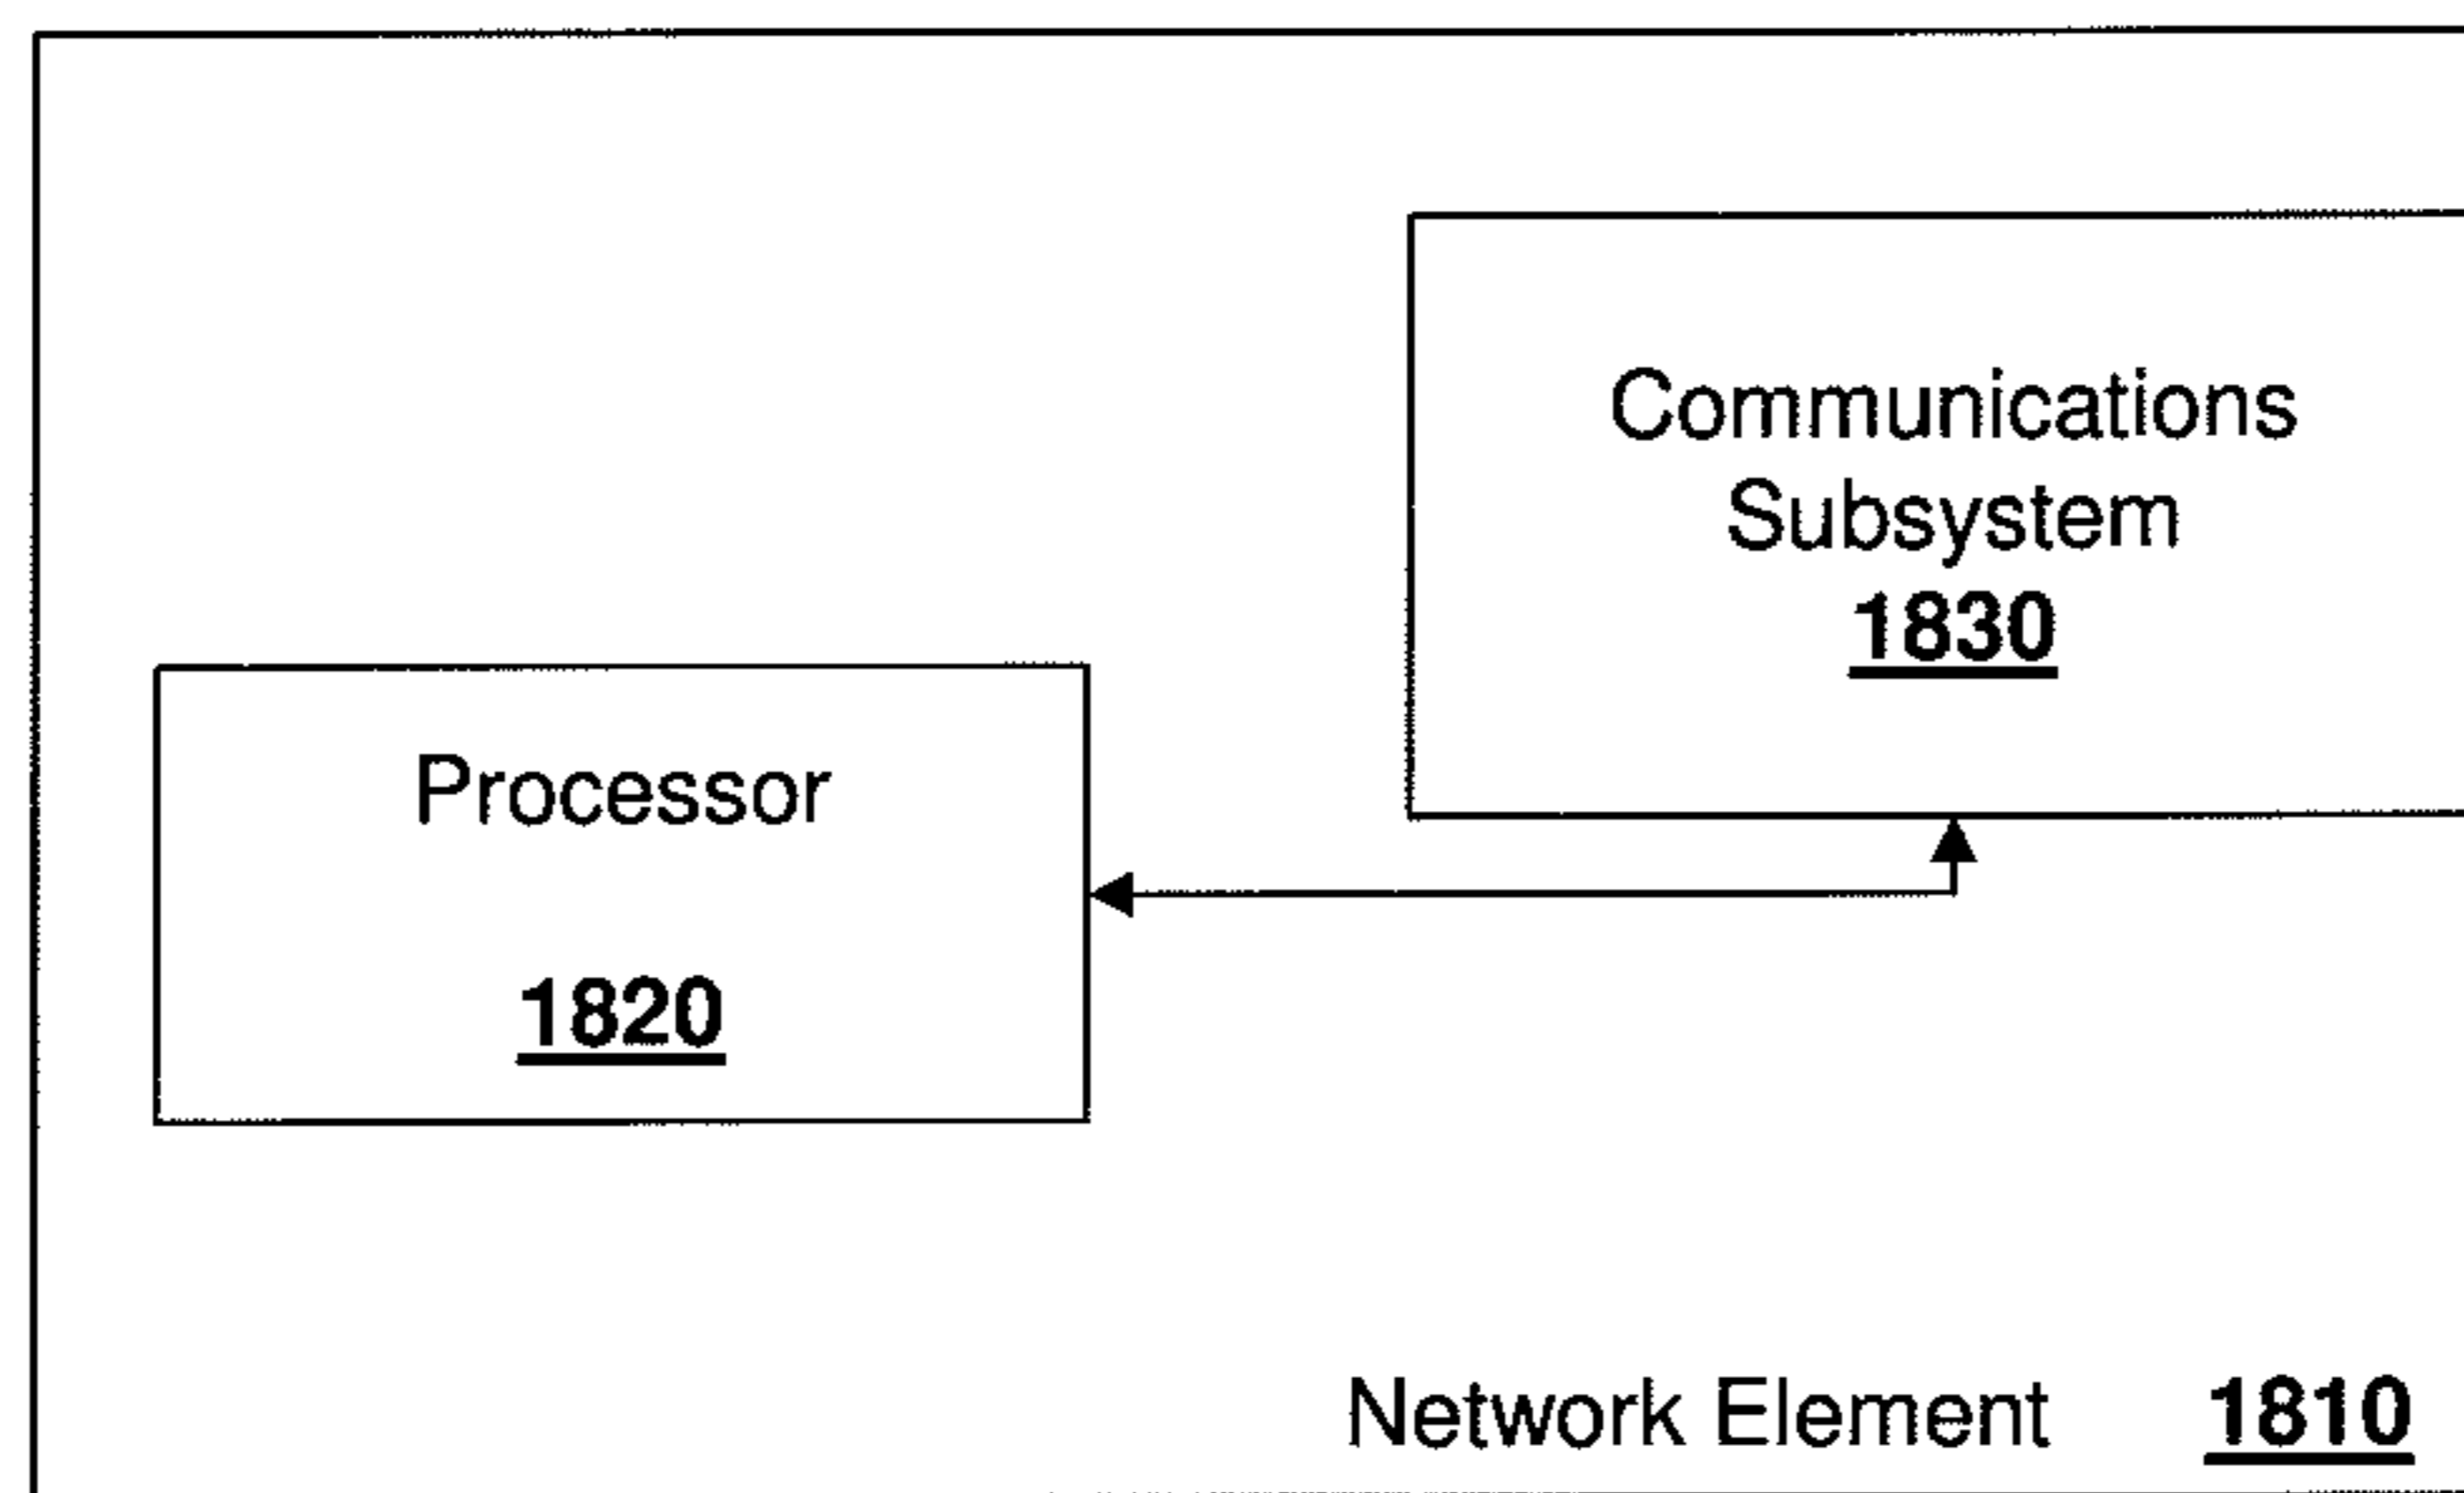 Communications
Subsystem
1830
Processor
1820
Network Element 1810